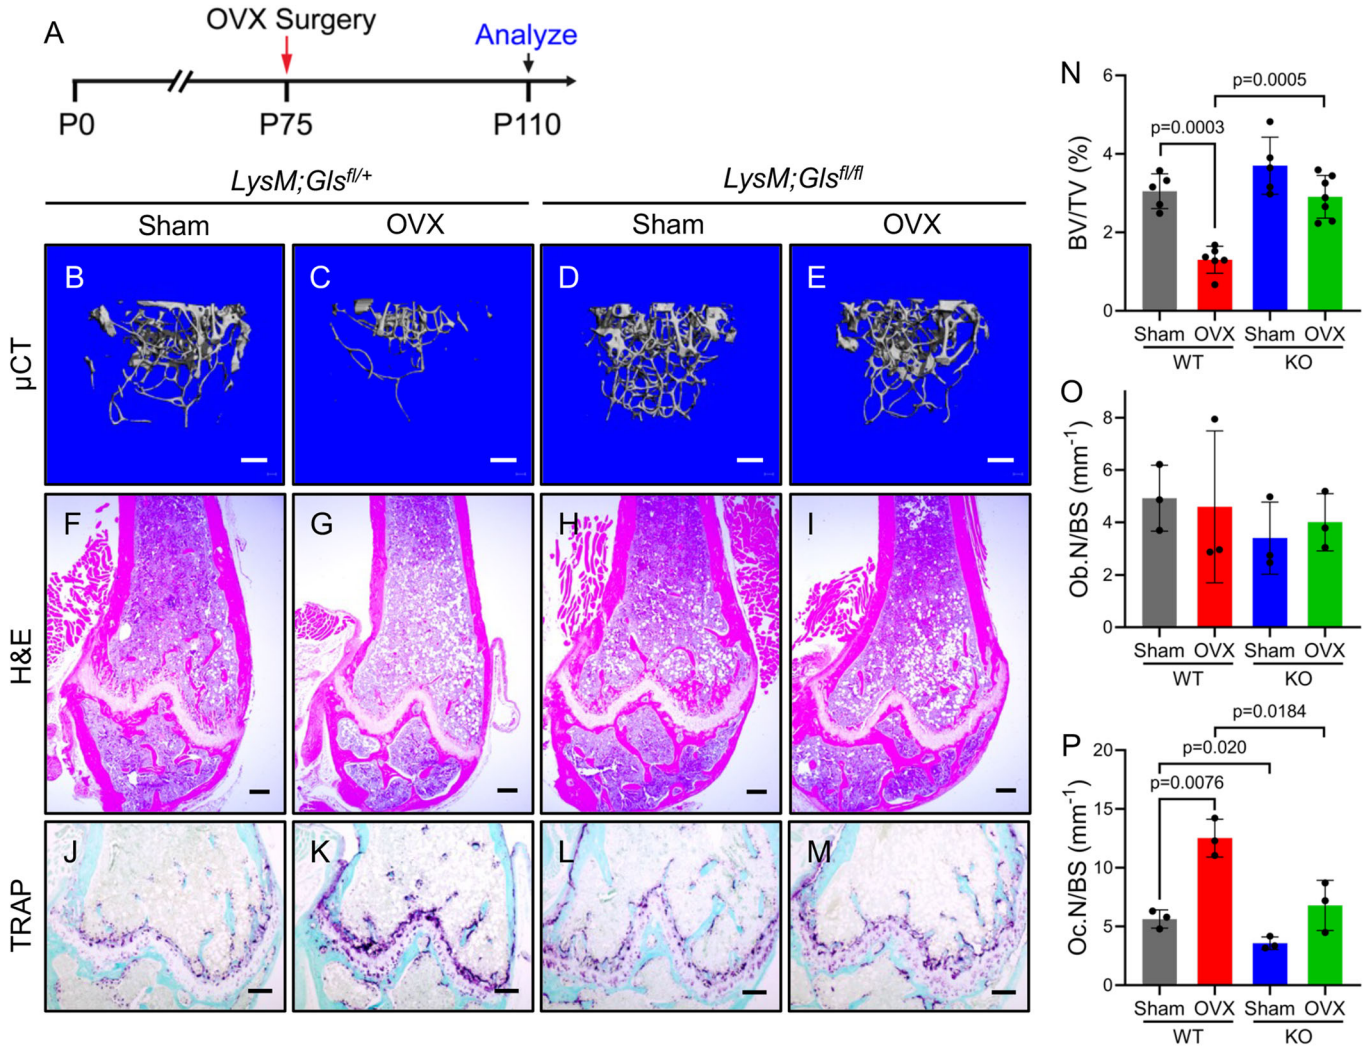 A
OVX Surgery
Analyze
P0
P75
P110
LysM;Gls^fl/+
LysM;Gls^fl/fl
Sham
OVX
Sham
OVX
µCT
B
C
D
E
H&E
F
G
H
I
TRAP
J
K
L
M
N
BV/TV (%)
6
4
2
0
p=0.0005
p=0.0003
Sham OVX Sham OVX
WT KO
O
Ob.N/BS (mm⁻¹)
8
6
4
2
0
Sham OVX Sham OVX
WT KO
P
Oc.N/BS (mm⁻¹)
20
15
10
5
0
p=0.0184
p=0.020
p=0.0076
Sham OVX Sham OVX
WT KO